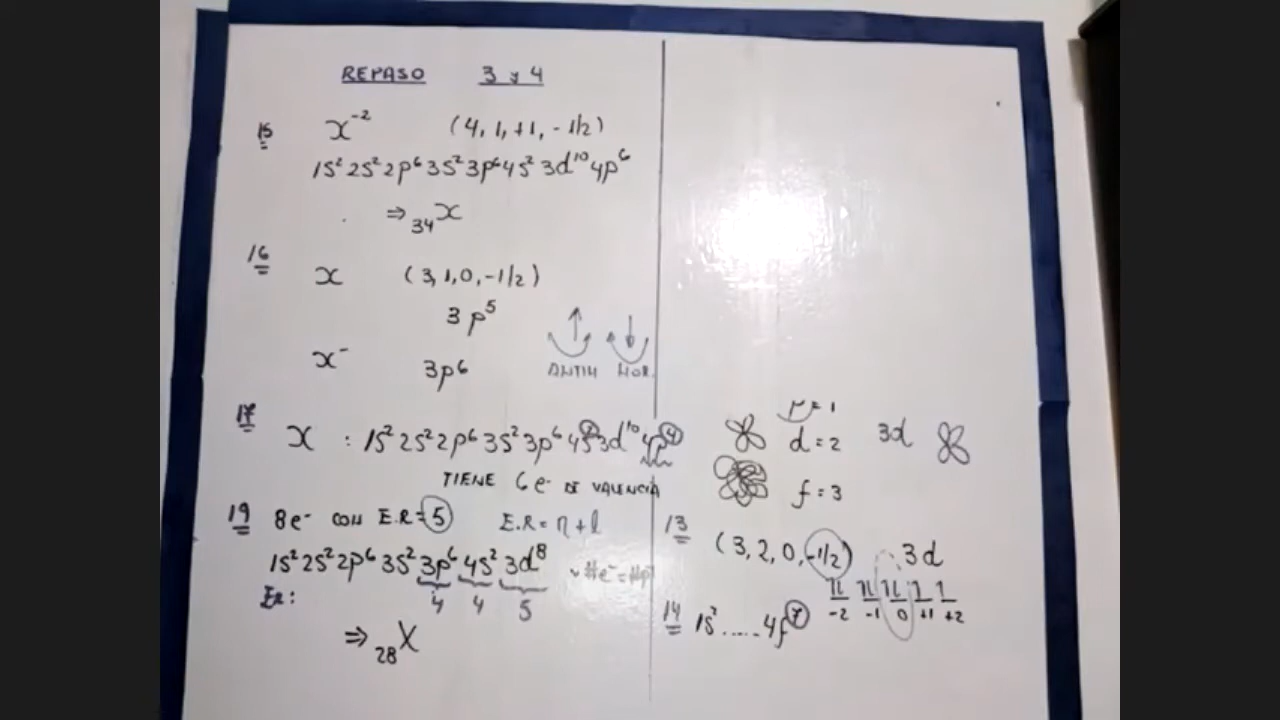 REPASO 3 y 4
15 x⁻² (4, 1, +1, -1/2)
1s² 2s² 2p⁶ 3s² 3p⁶ 4s² 3d¹⁰ 4p⁶
⇒ ₃₄x
16 x (3, 1, 0, -1/2)
3p⁵
x⁻ 3p⁶
ANTIH HOR.
17 x : 1s² 2s² 2p⁶ 3s² 3p⁶ 4s² 3d¹⁰ 4p④
TIENE 6e⁻ DE VALENCIA
19 8e⁻ CON E.R = 5 E.R = n + l
1s² 2s² 2p⁶ 3s² 3p⁶ 4s² 3d⁸
#e⁻ = #p⁺
ER: 4 4 5
⇒ ₂₈X
p = 1
d = 2 3d
f = 3
13 (3, 2, 0, -1/2) 3d
-2 -1 0 +1 +2
14 1s² ..... 4f⁷